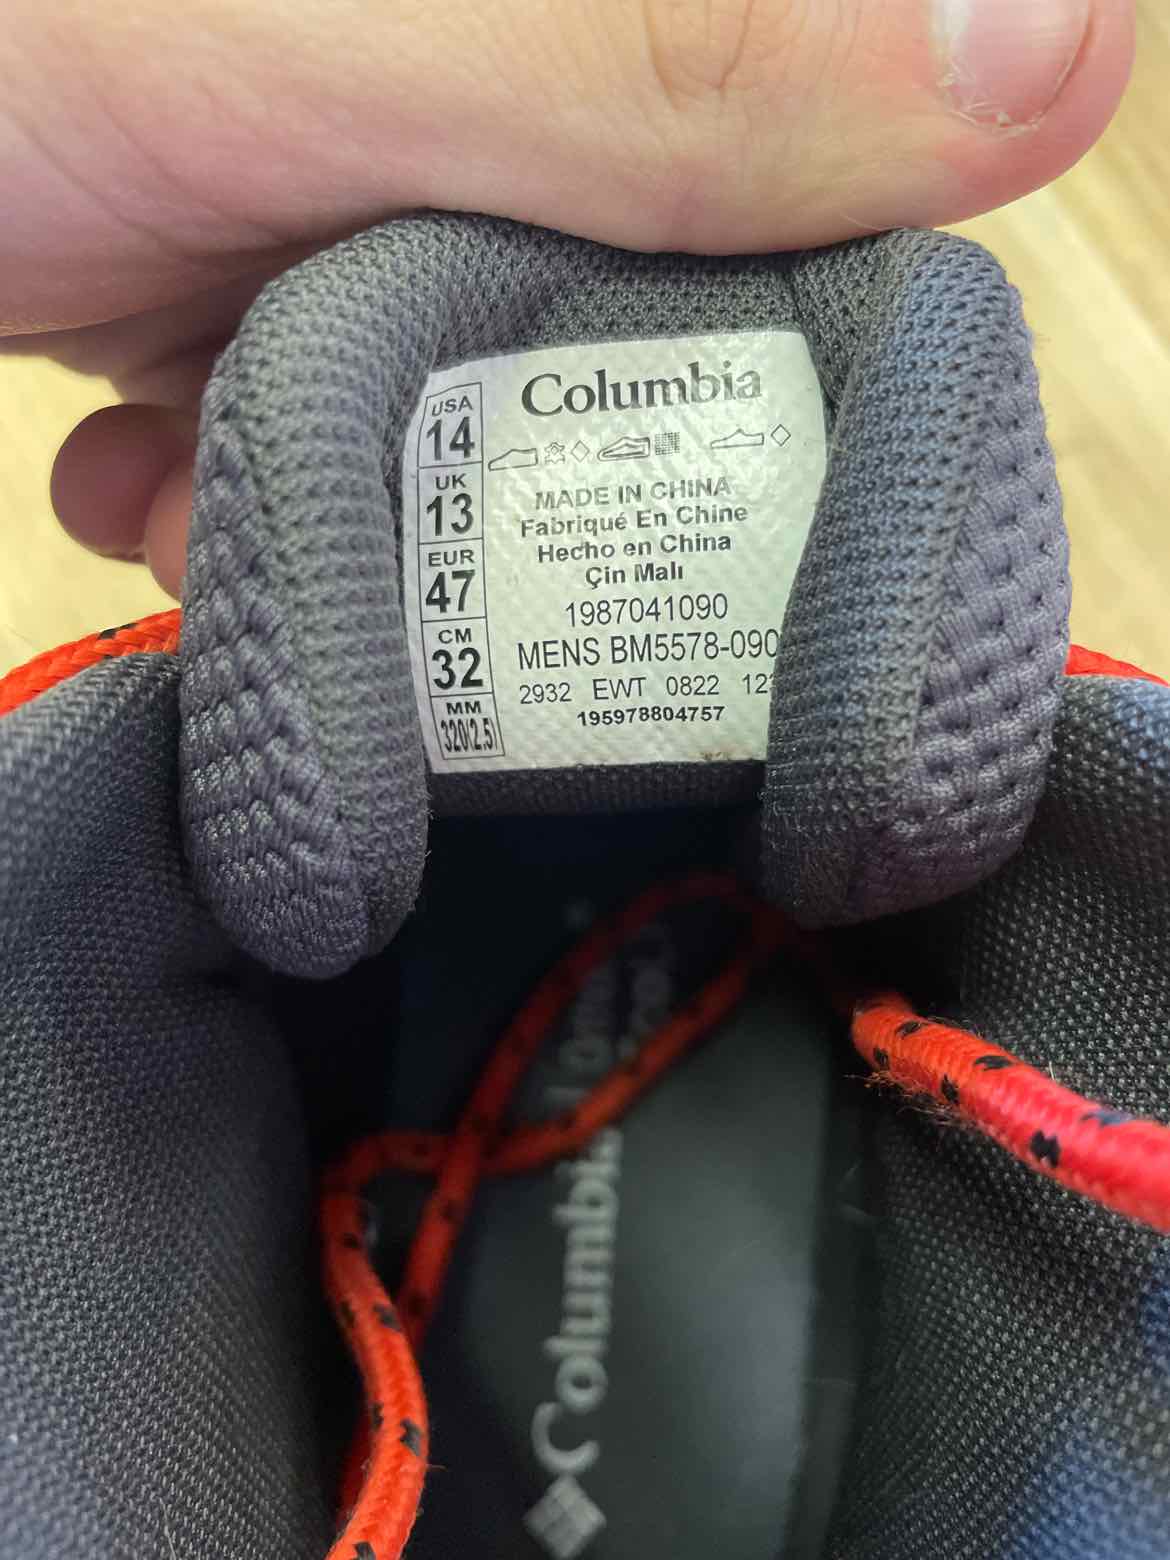 Columbia
USA
14
UK
13
EUR
47
CM
32
MM
320(2.5)
MADE IN CHINA
Fabriqué En Chine
Hecho en China
Çin Malı
1987041090
MENS BM5578-090
2932 EWT 0822
195978804757
Columbia